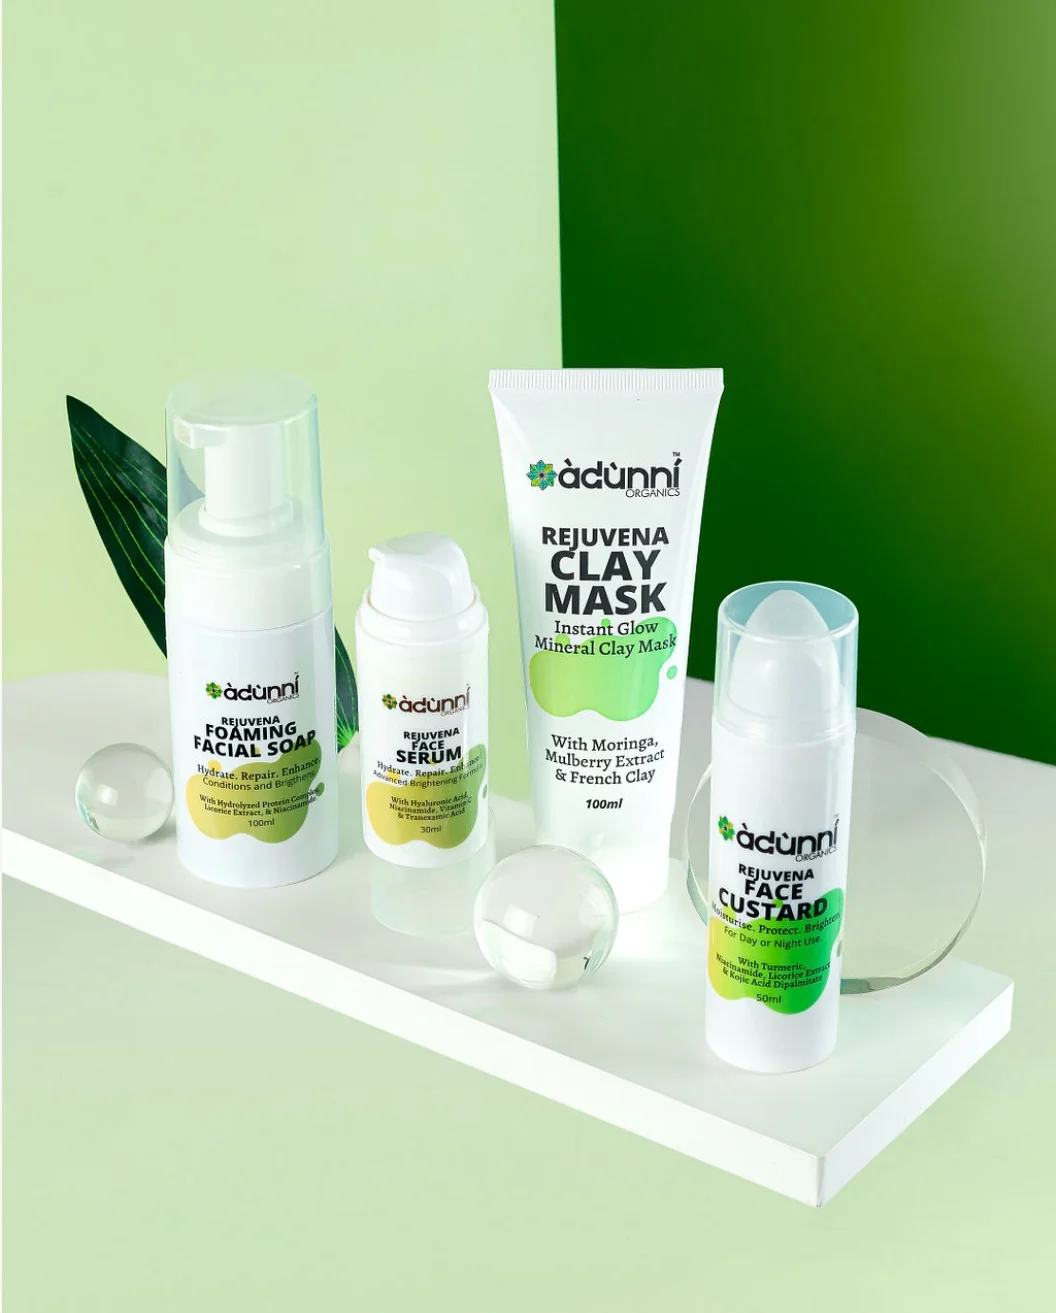 àdùnní
ORGANICS
REJUVENA
FOAMING
FACIAL SOAP
Hydrate. Repair. Enhance.
Conditions and Brigthens
With Hydrolyzed Protein Complex,
Licorice Extract, & Niacinamide.
100ml
àdùnní
ORGANICS
REJUVENA
FACE
SERUM
Hydrate. Repair. Enhance.
Advanced Brightening Formula
With Hyaluronic Acid,
Niacinamide, Vitamin C
& Tranexamic Acid
30ml
àdùnní
TM
ORGANICS
REJUVENA
CLAY
MASK
Instant Glow
Mineral Clay Mask
With Moringa,
Mulberry Extract
& French Clay
100ml
àdùnní
ORGANICS
REJUVENA
FACE
CUSTARD
Moisturise. Protect. Brighten
For Day or Night Use.
With Turmeric,
Niacinamide, Licorice Extract
& Kojic Acid Dipalmitate
50ml